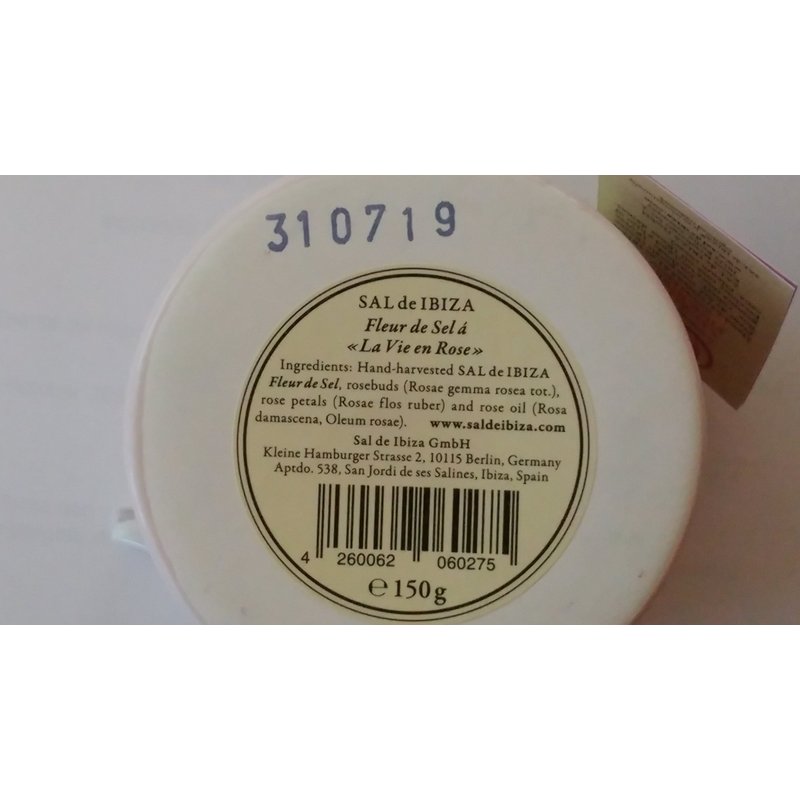 310719
SAL de IBIZA
Fleur de Sel á
«La Vie en Rose»
Ingredients: Hand-harvested SAL de IBIZA
Fleur de Sel, rosebuds (Rosae gemma rosea tot.),
rose petals (Rosae flos ruber) and rose oil (Rosa
damascena, Oleum rosae). www.saldeibiza.com
Sal de Ibiza GmbH
Kleine Hamburger Strasse 2, 10115 Berlin, Germany
Aptdo. 538, San Jordi de ses Salines, Ibiza, Spain
4 260062 060275
℮ 150g